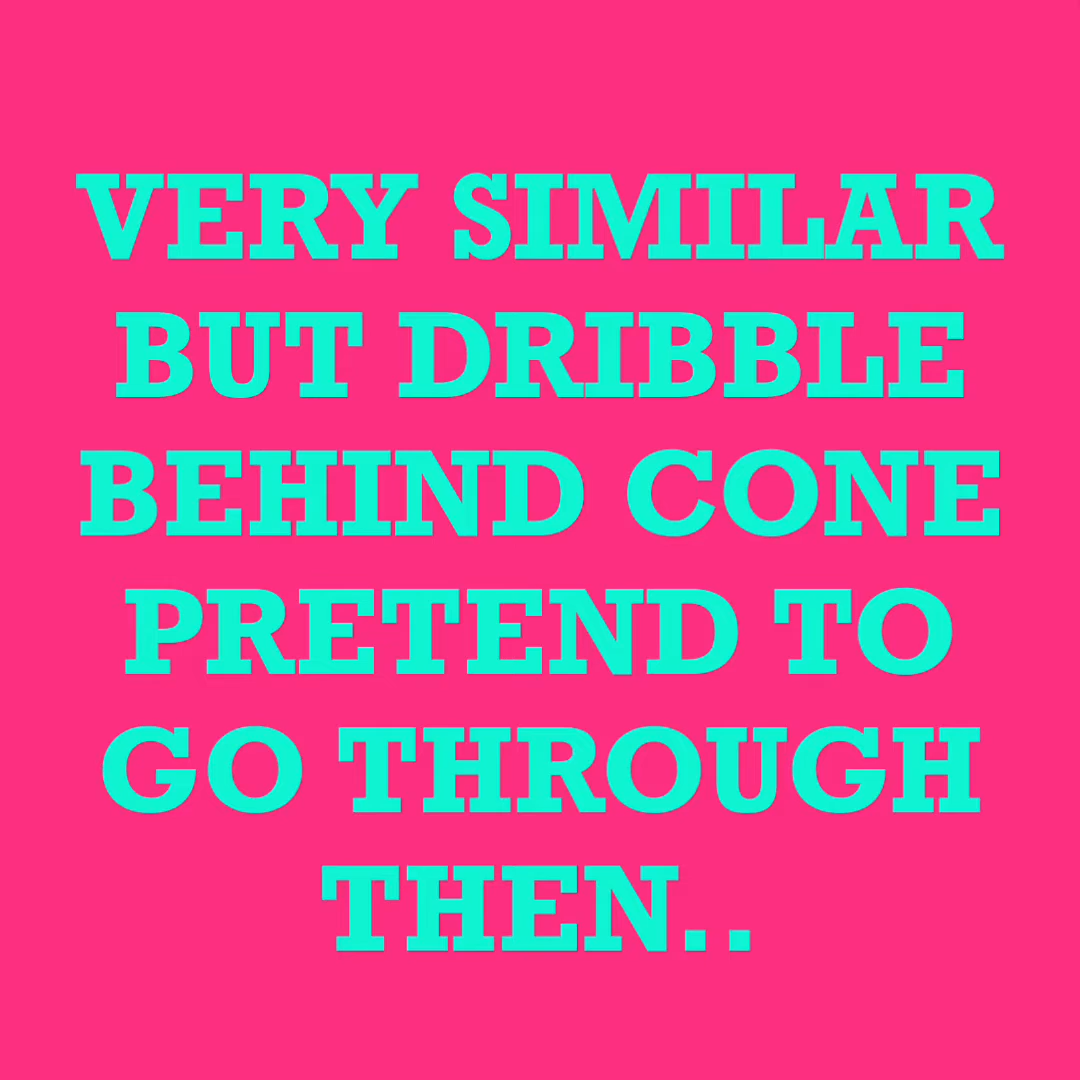 VERY SIMILAR
BUT DRIBBLE
BEHIND CONE
PRETEND TO
GO THROUGH
THEN..